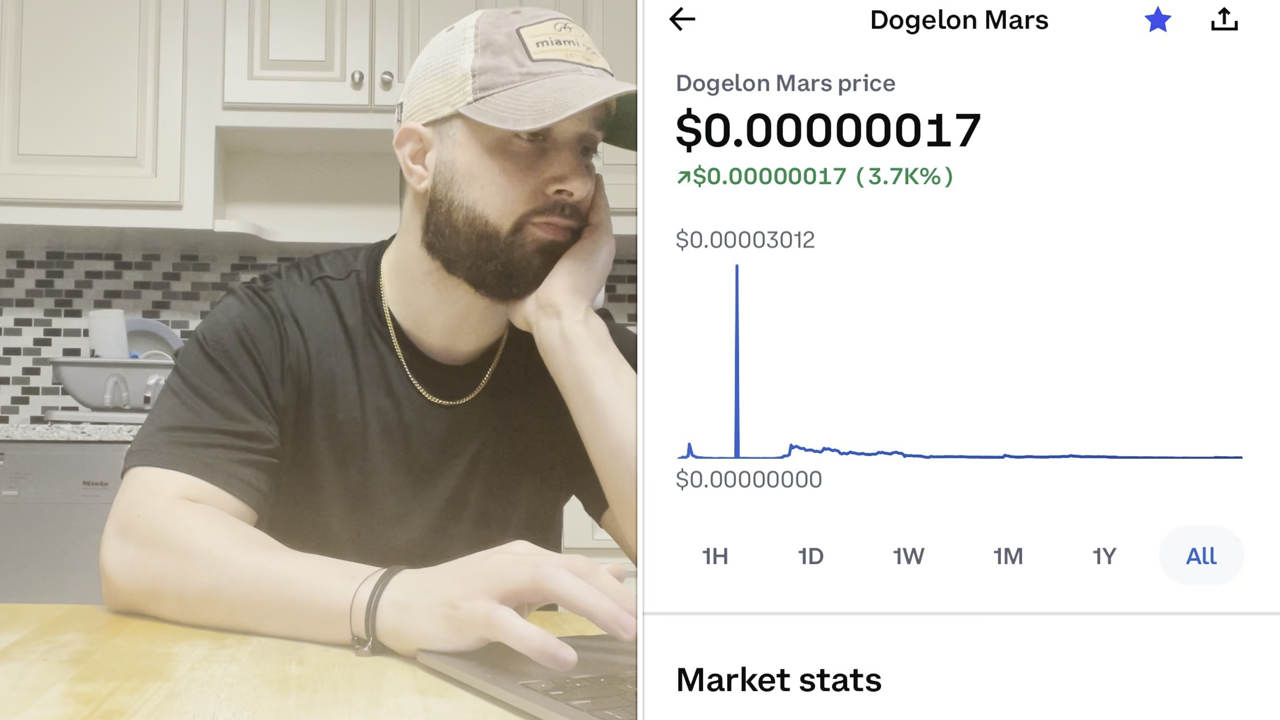 miami
Miele
Dogelon Mars
Dogelon Mars price
$0.00000017
↗$0.00000017 (3.7K%)
$0.00003012
$0.00000000
1H 1D 1W 1M 1Y All
Market stats